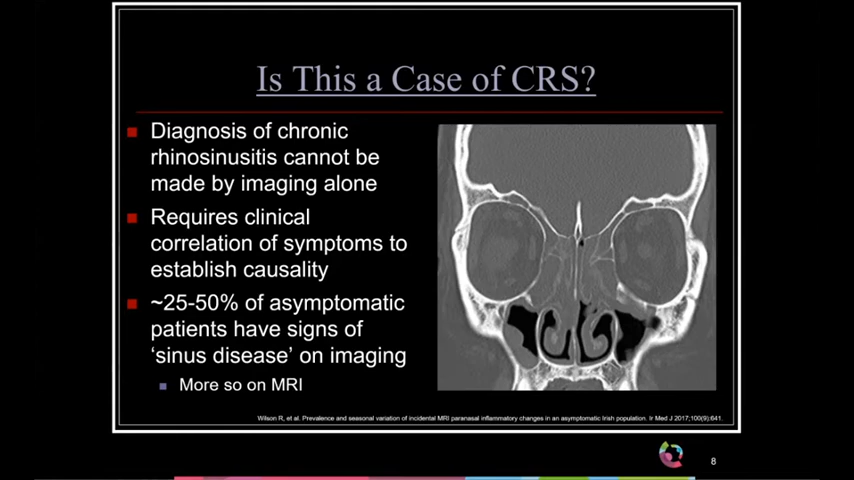 Is This a Case of CRS?
Diagnosis of chronic
rhinosinusitis cannot be
made by imaging alone
Requires clinical
correlation of symptoms to
establish causality
~25-50% of asymptomatic
patients have signs of
‘sinus disease’ on imaging
More so on MRI
Wilson R, et al. Prevalence and seasonal variation of incidental MRI paranasal inflammatory changes in an asymptomatic Irish population. Ir Med J 2017;100(9):641.
8